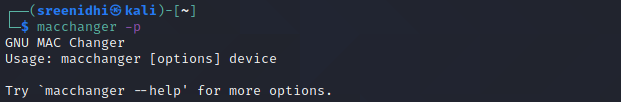 ┌──(sreenidhi㉿kali)-[~]
└─$ macchanger -p
GNU MAC Changer
Usage: macchanger [options] device
Try `macchanger --help' for more options.